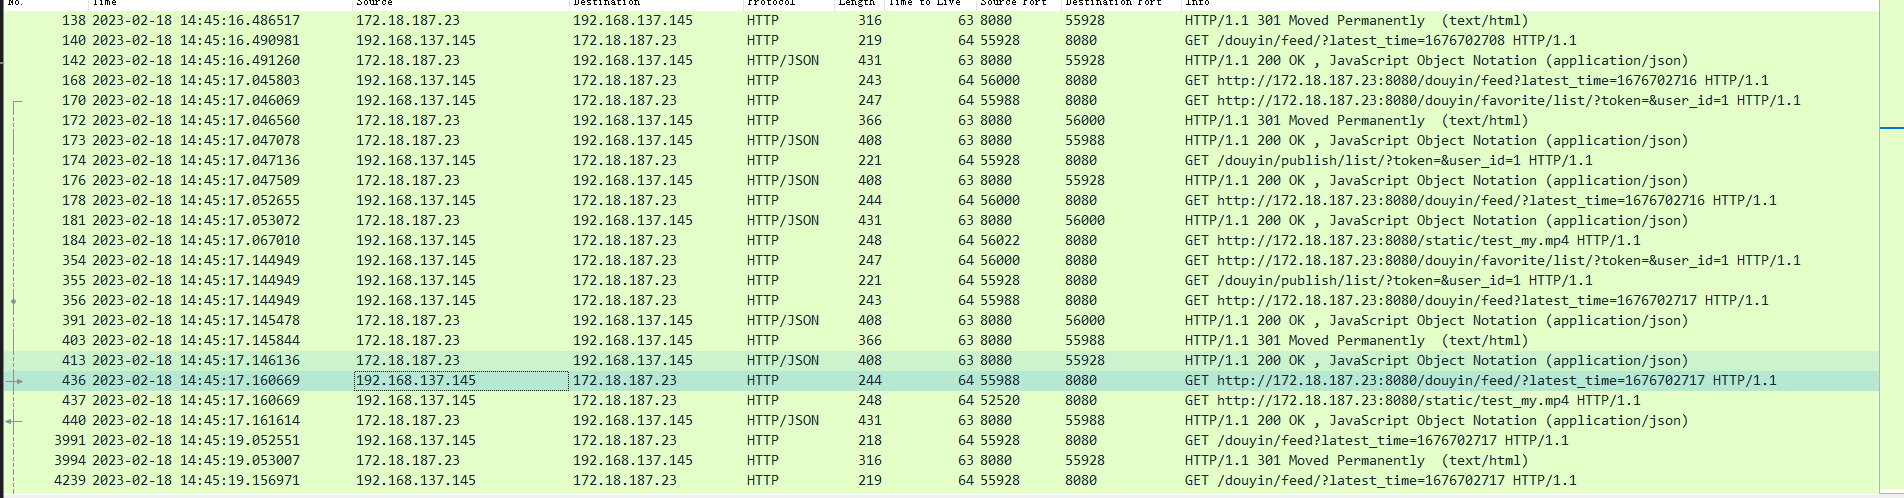 No. Time Source Destination Protocol Length Time to Live Source Port Destination Port Info
138 2023-02-18 14:45:16.486517 172.18.187.23 192.168.137.145 HTTP 316 63 8080 55928 HTTP/1.1 301 Moved Permanently (text/html)
140 2023-02-18 14:45:16.490981 192.168.137.145 172.18.187.23 HTTP 219 64 55928 8080 GET /douyin/feed/?latest_time=1676702708 HTTP/1.1
142 2023-02-18 14:45:16.491260 172.18.187.23 192.168.137.145 HTTP/JSON 431 63 8080 55928 HTTP/1.1 200 OK , JavaScript Object Notation (application/json)
168 2023-02-18 14:45:17.045803 192.168.137.145 172.18.187.23 HTTP 243 64 56000 8080 GET http://172.18.187.23:8080/douyin/feed?latest_time=1676702716 HTTP/1.1
170 2023-02-18 14:45:17.046069 192.168.137.145 172.18.187.23 HTTP 247 64 55988 8080 GET http://172.18.187.23:8080/douyin/favorite/list/?token=&user_id=1 HTTP/1.1
172 2023-02-18 14:45:17.046560 172.18.187.23 192.168.137.145 HTTP 366 63 8080 56000 HTTP/1.1 301 Moved Permanently (text/html)
173 2023-02-18 14:45:17.047078 172.18.187.23 192.168.137.145 HTTP/JSON 408 63 8080 55988 HTTP/1.1 200 OK , JavaScript Object Notation (application/json)
174 2023-02-18 14:45:17.047136 192.168.137.145 172.18.187.23 HTTP 221 64 55928 8080 GET /douyin/publish/list/?token=&user_id=1 HTTP/1.1
176 2023-02-18 14:45:17.047509 172.18.187.23 192.168.137.145 HTTP/JSON 408 63 8080 55928 HTTP/1.1 200 OK , JavaScript Object Notation (application/json)
178 2023-02-18 14:45:17.052655 192.168.137.145 172.18.187.23 HTTP 244 64 56000 8080 GET http://172.18.187.23:8080/douyin/feed/?latest_time=1676702716 HTTP/1.1
181 2023-02-18 14:45:17.053072 172.18.187.23 192.168.137.145 HTTP/JSON 431 63 8080 56000 HTTP/1.1 200 OK , JavaScript Object Notation (application/json)
184 2023-02-18 14:45:17.067010 192.168.137.145 172.18.187.23 HTTP 248 64 56022 8080 GET http://172.18.187.23:8080/static/test_my.mp4 HTTP/1.1
354 2023-02-18 14:45:17.144949 192.168.137.145 172.18.187.23 HTTP 247 64 56000 8080 GET http://172.18.187.23:8080/douyin/favorite/list/?token=&user_id=1 HTTP/1.1
355 2023-02-18 14:45:17.144949 192.168.137.145 172.18.187.23 HTTP 221 64 55928 8080 GET /douyin/publish/list/?token=&user_id=1 HTTP/1.1
356 2023-02-18 14:45:17.144949 192.168.137.145 172.18.187.23 HTTP 243 64 55988 8080 GET http://172.18.187.23:8080/douyin/feed?latest_time=1676702717 HTTP/1.1
391 2023-02-18 14:45:17.145478 172.18.187.23 192.168.137.145 HTTP/JSON 408 63 8080 56000 HTTP/1.1 200 OK , JavaScript Object Notation (application/json)
403 2023-02-18 14:45:17.145844 172.18.187.23 192.168.137.145 HTTP 366 63 8080 55988 HTTP/1.1 301 Moved Permanently (text/html)
413 2023-02-18 14:45:17.146136 172.18.187.23 192.168.137.145 HTTP/JSON 408 63 8080 55928 HTTP/1.1 200 OK , JavaScript Object Notation (application/json)
436 2023-02-18 14:45:17.160669 192.168.137.145 172.18.187.23 HTTP 244 64 55988 8080 GET http://172.18.187.23:8080/douyin/feed/?latest_time=1676702717 HTTP/1.1
437 2023-02-18 14:45:17.160669 192.168.137.145 172.18.187.23 HTTP 248 64 52520 8080 GET http://172.18.187.23:8080/static/test_my.mp4 HTTP/1.1
440 2023-02-18 14:45:17.161614 172.18.187.23 192.168.137.145 HTTP/JSON 431 63 8080 55988 HTTP/1.1 200 OK , JavaScript Object Notation (application/json)
3991 2023-02-18 14:45:19.052551 192.168.137.145 172.18.187.23 HTTP 218 64 55928 8080 GET /douyin/feed?latest_time=1676702717 HTTP/1.1
3994 2023-02-18 14:45:19.053007 172.18.187.23 192.168.137.145 HTTP 316 63 8080 55928 HTTP/1.1 301 Moved Permanently (text/html)
4239 2023-02-18 14:45:19.156971 192.168.137.145 172.18.187.23 HTTP 219 64 55928 8080 GET /douyin/feed/?latest_time=1676702717 HTTP/1.1